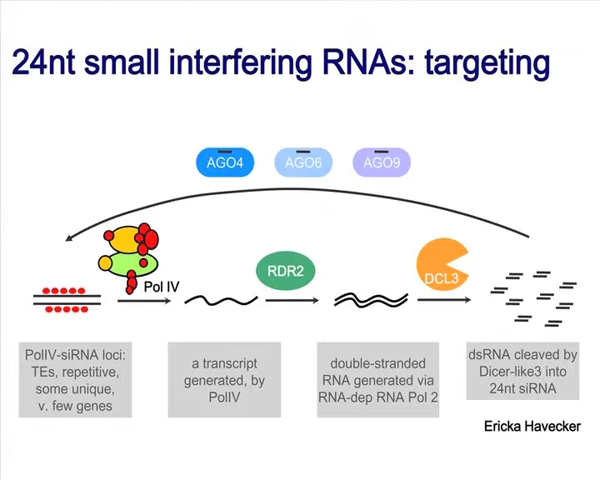 24nt small interfering RNAs: targeting
AGO4
AGO6
AGO9
Pol IV
RDR2
DCL3
PolIV-siRNA loci:
TEs, repetitive,
some unique,
v. few genes
a transcript
generated, by
PolIV
double-stranded
RNA generated via
RNA-dep RNA Pol 2
dsRNA cleaved by
Dicer-like3 into
24nt siRNA
Ericka Havecker